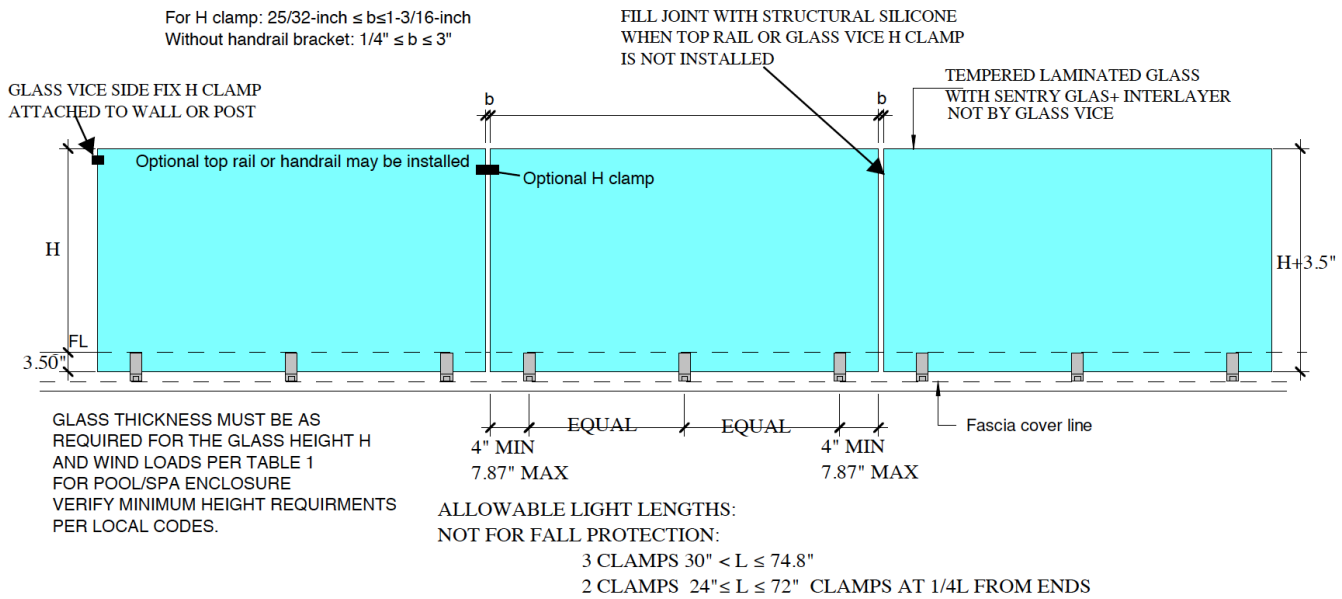 For H clamp: 25/32-inch ≤ b≤1-3/16-inch
Without handrail bracket: 1/4" ≤ b ≤ 3"
FILL JOINT WITH STRUCTURAL SILICONE
WHEN TOP RAIL OR GLASS VICE H CLAMP
IS NOT INSTALLED
GLASS VICE SIDE FIX H CLAMP
ATTACHED TO WALL OR POST
TEMPERED LAMINATED GLASS
WITH SENTRY GLAS+ INTERLAYER
NOT BY GLASS VICE
b
b
Optional top rail or handrail may be installed
Optional H clamp
H
H+3.5"
FL
3.50"
EQUAL
EQUAL
4" MIN
7.87" MAX
4" MIN
7.87" MAX
Fascia cover line
GLASS THICKNESS MUST BE AS
REQUIRED FOR THE GLASS HEIGHT H
AND WIND LOADS PER TABLE 1
FOR POOL/SPA ENCLOSURE
VERIFY MINIMUM HEIGHT REQUIRMENTS
PER LOCAL CODES.
ALLOWABLE LIGHT LENGTHS:
NOT FOR FALL PROTECTION:
3 CLAMPS 30" < L ≤ 74.8"
2 CLAMPS 24"≤ L ≤ 72" CLAMPS AT 1/4L FROM ENDS